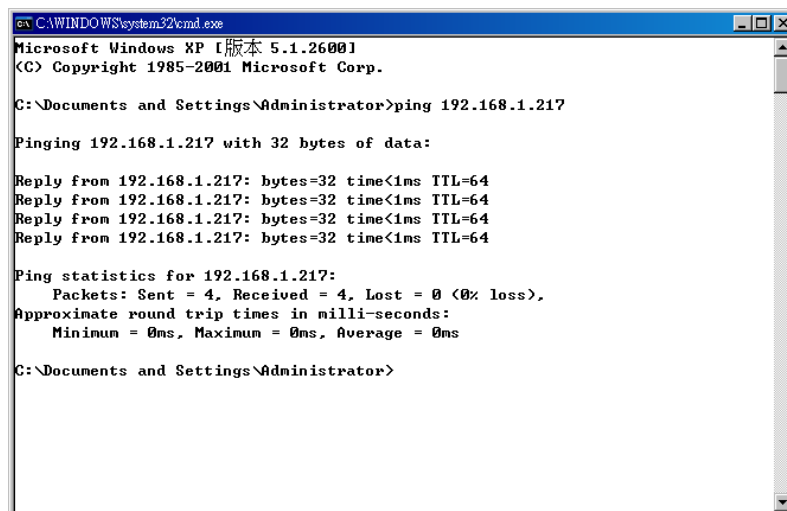 C:\WINDOWS\system32\cmd.exe
Microsoft Windows XP [版本 5.1.2600]
(C) Copyright 1985-2001 Microsoft Corp.
C:\Documents and Settings\Administrator>ping 192.168.1.217
Pinging 192.168.1.217 with 32 bytes of data:
Reply from 192.168.1.217: bytes=32 time<1ms TTL=64
Reply from 192.168.1.217: bytes=32 time<1ms TTL=64
Reply from 192.168.1.217: bytes=32 time<1ms TTL=64
Reply from 192.168.1.217: bytes=32 time<1ms TTL=64
Ping statistics for 192.168.1.217:
Packets: Sent = 4, Received = 4, Lost = 0 (0% loss),
Approximate round trip times in milli-seconds:
Minimum = 0ms, Maximum = 0ms, Average = 0ms
C:\Documents and Settings\Administrator>